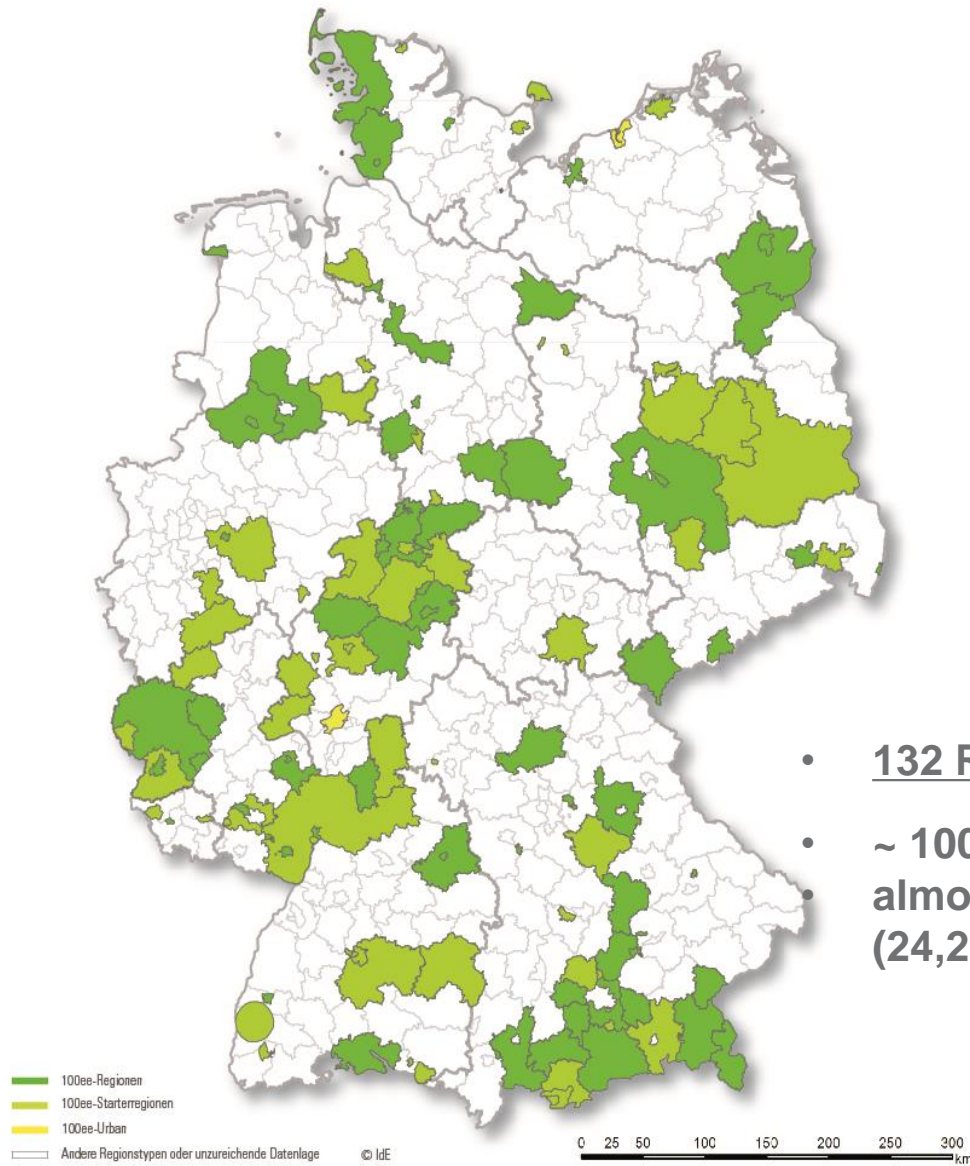 • 132 R
• ~ 100
• almo
(24,2
100ee-Regionen
100ee-Starterregionen
100ee-Urban
Andere Regionstypen oder unzureichende Datenlage © IdE
0 25 50 100 150 200 250 300
km